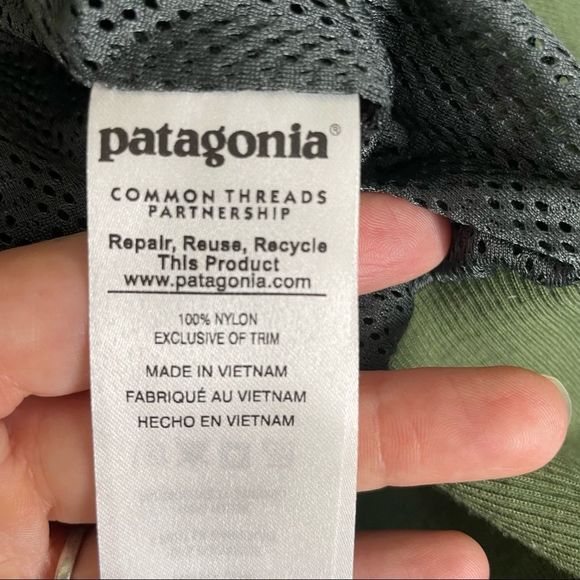 patagonia®
COMMON THREADS
PARTNERSHIP
Repair, Reuse, Recycle
This Product
www.patagonia.com
100% NYLON
EXCLUSIVE OF TRIM
MADE IN VIETNAM
FABRIQUÉ AU VIETNAM
HECHO EN VIETNAM